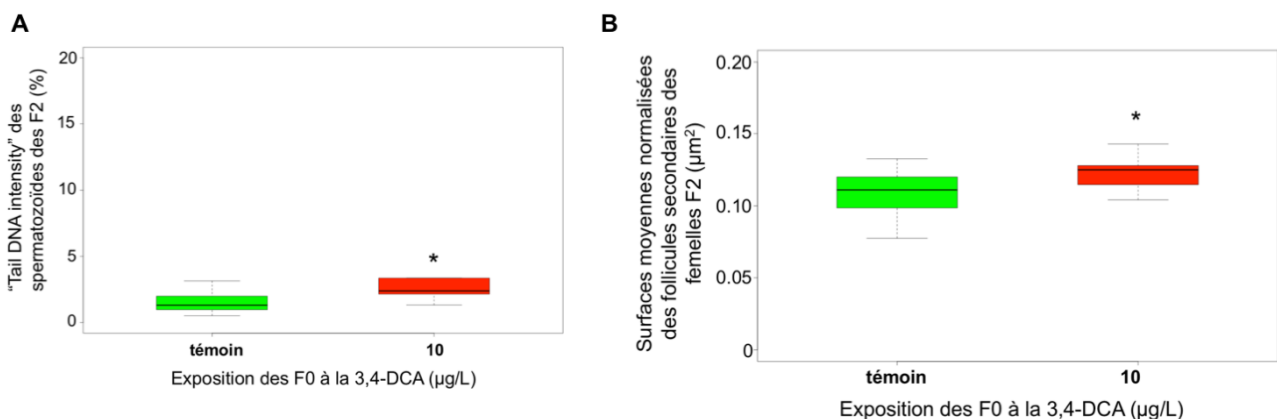 A
"Tail DNA intensity" des
spermatozoïdes des F2 (%)
20
15
10
5
0
*
témoin
10
Exposition des F0 à la 3,4-DCA (µg/L)
B
Surfaces moyennes normalisées
des follicules secondaires des
femelles F2 (µm²)
0.20
0.15
0.10
0.05
0
*
témoin
10
Exposition des F0 à la 3,4-DCA (µg/L)